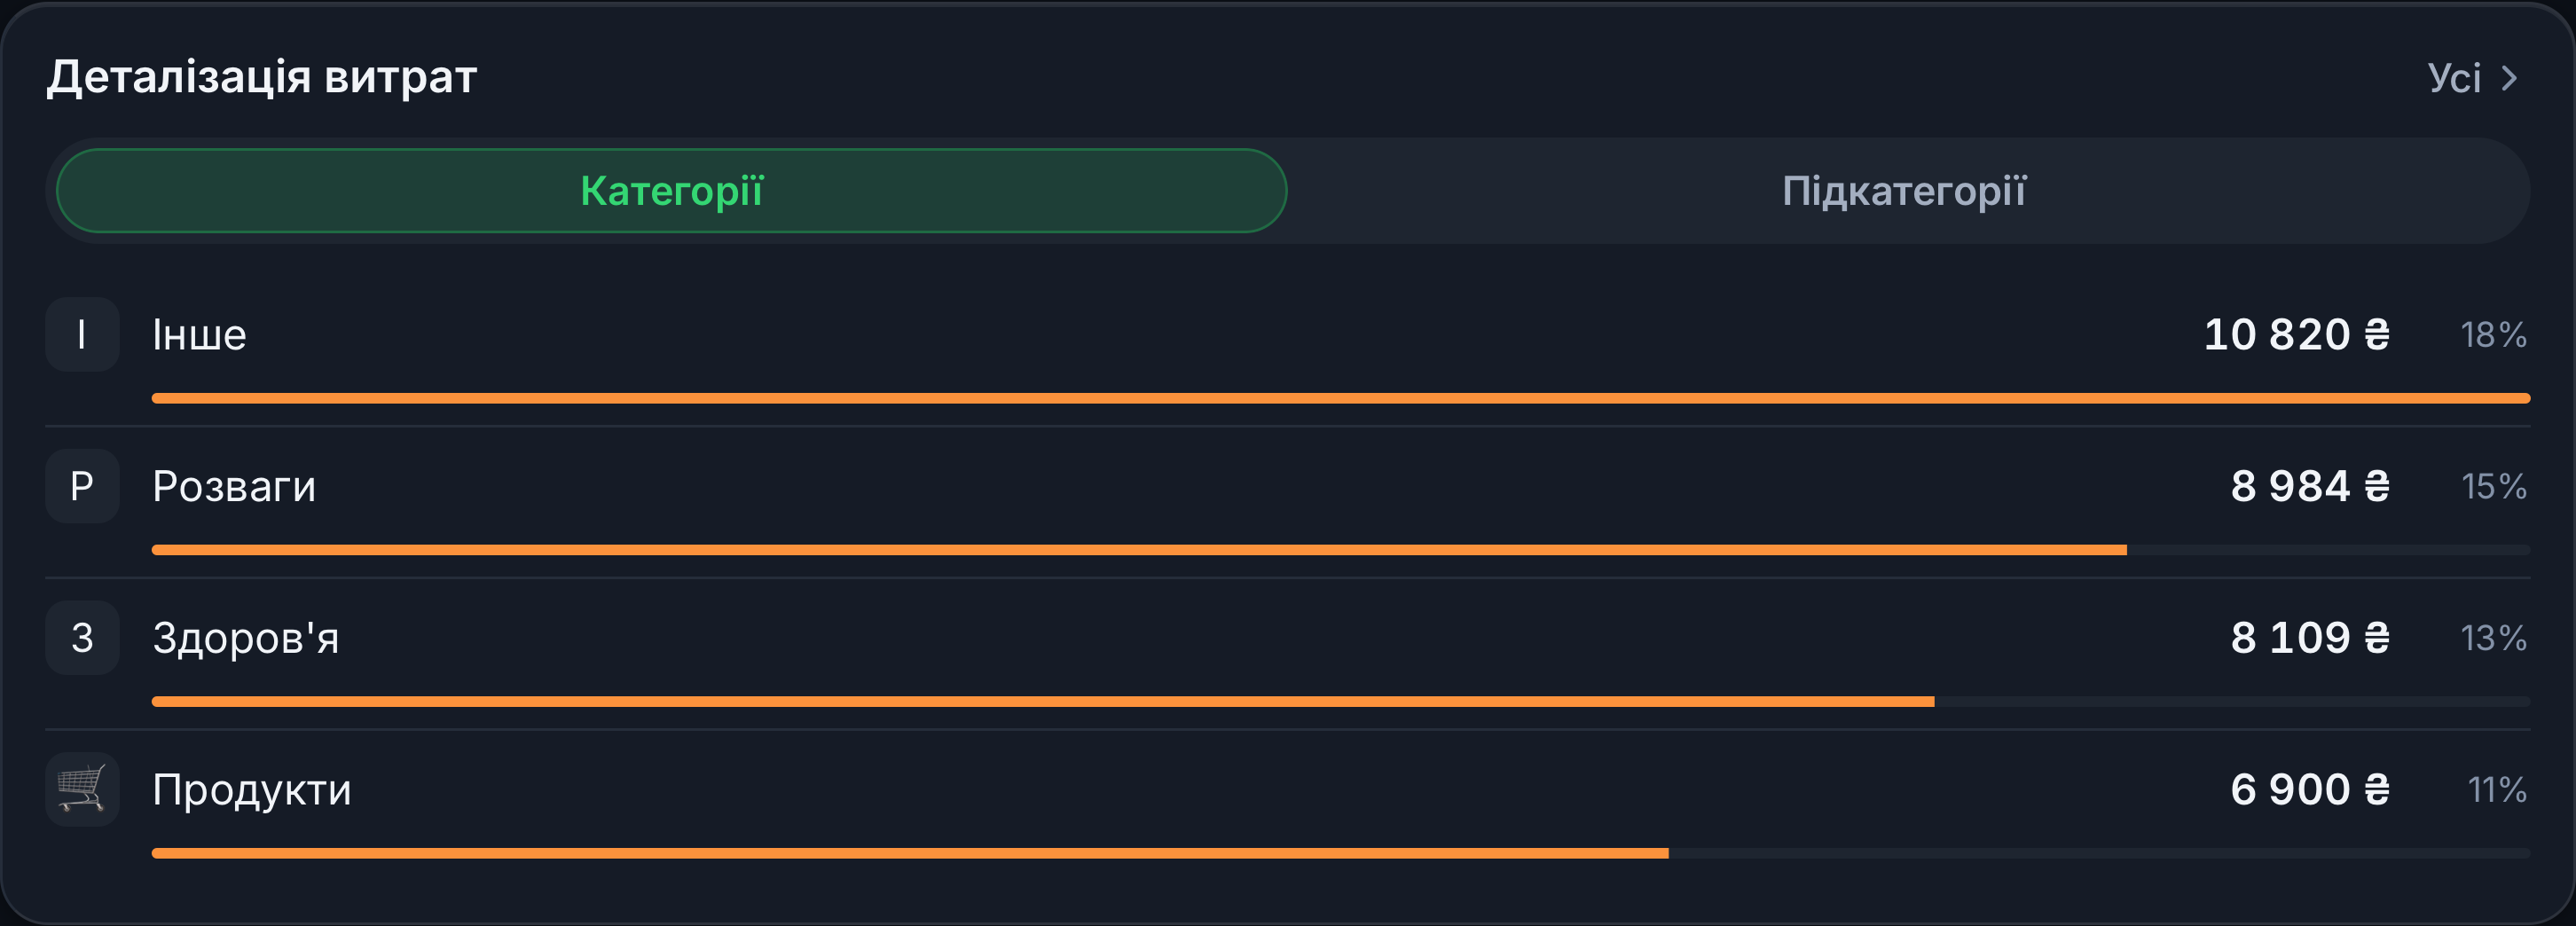 Деталізація витрат Усі
Категорії Підкатегорії
І Інше 10 820 ₴ 18%
Р Розваги 8 984 ₴ 15%
З Здоров'я 8 109 ₴ 13%
Продукти 6 900 ₴ 11%